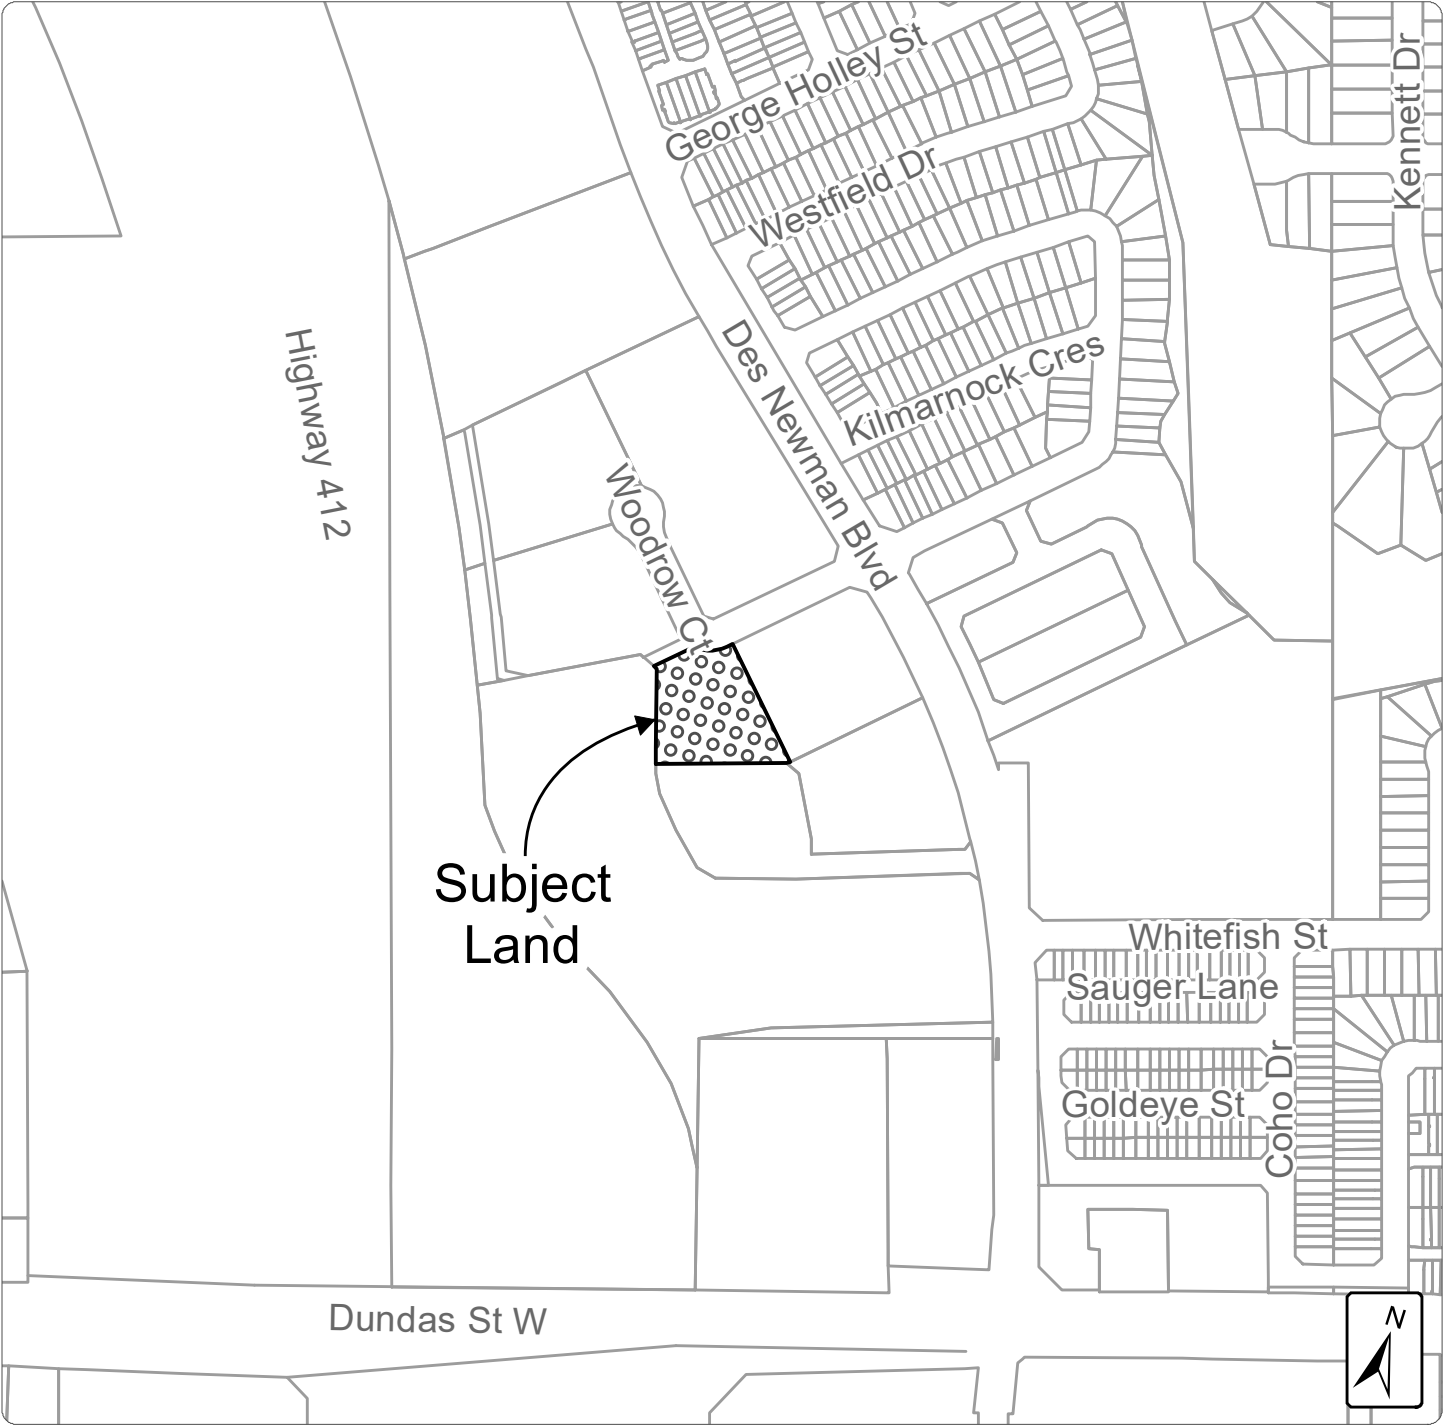 George Holley St
Kennett Dr
Westfield Dr
Des Newman Blvd
Kilmarnock Cres
Highway 412
Woodrow Ct
Subject
Land
Whitefish St
Sauger Lane
Coho Dr
Goldeye St
Dundas St W
N